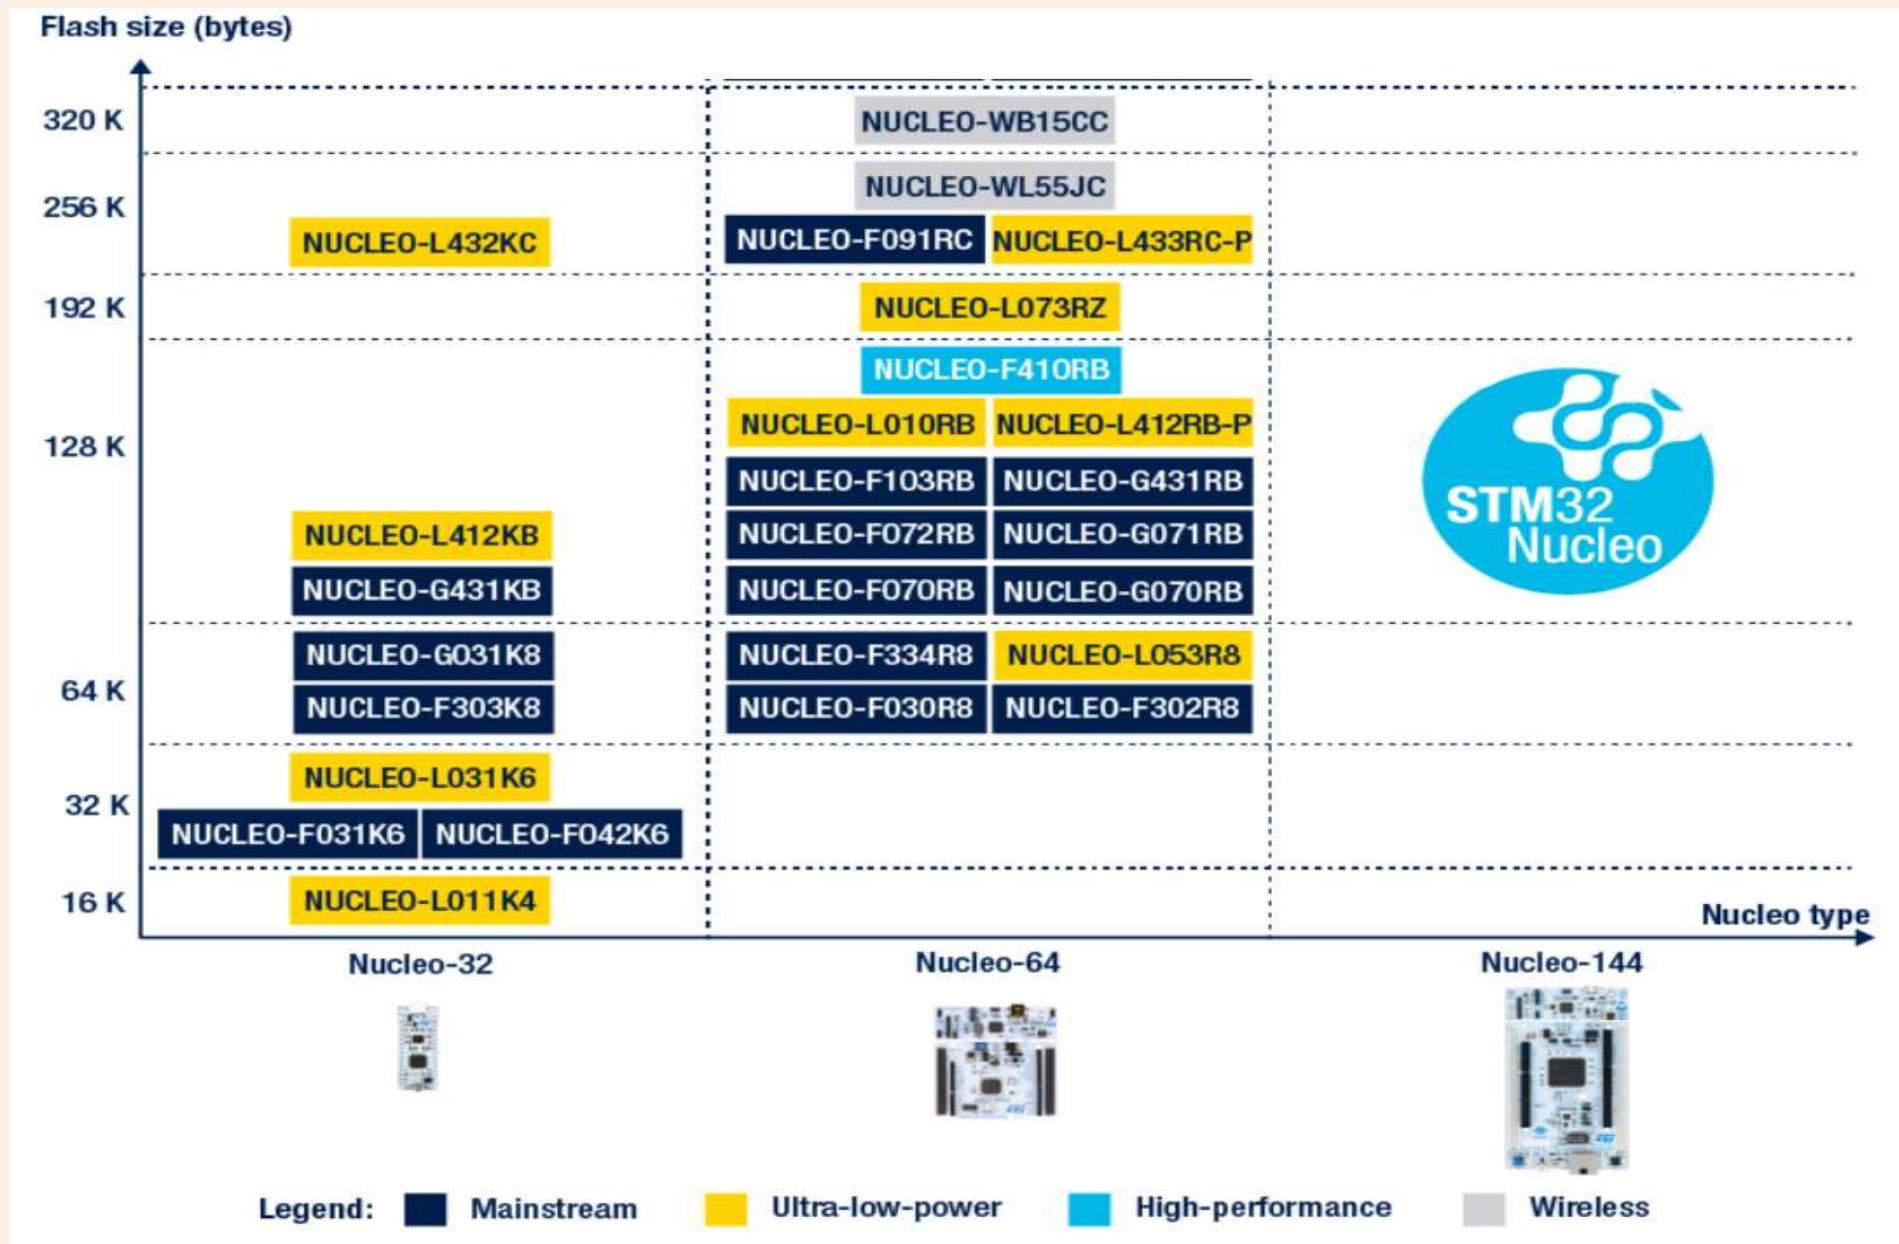 Flash size (bytes)
320 K
NUCLEO-WB15CC
256 K
NUCLEO-WL55JC
NUCLEO-L432KC
NUCLEO-F091RC
NUCLEO-L433RC-P
192 K
NUCLEO-L073RZ
NUCLEO-F410RB
128 K
NUCLEO-L010RB
NUCLEO-L412RB-P
NUCLEO-F103RB
NUCLEO-G431RB
NUCLEO-L412KB
NUCLEO-F072RB
NUCLEO-G071RB
NUCLEO-G431KB
NUCLEO-F070RB
NUCLEO-G070RB
STM32
Nucleo
64 K
NUCLEO-G031K8
NUCLEO-F334R8
NUCLEO-L053R8
NUCLEO-F303K8
NUCLEO-F030R8
NUCLEO-F302R8
32 K
NUCLEO-L031K6
NUCLEO-F031K6
NUCLEO-F042K6
16 K
NUCLEO-L011K4
Nucleo type
Nucleo-32
Nucleo-64
Nucleo-144
Legend:
Mainstream
Ultra-low-power
High-performance
Wireless